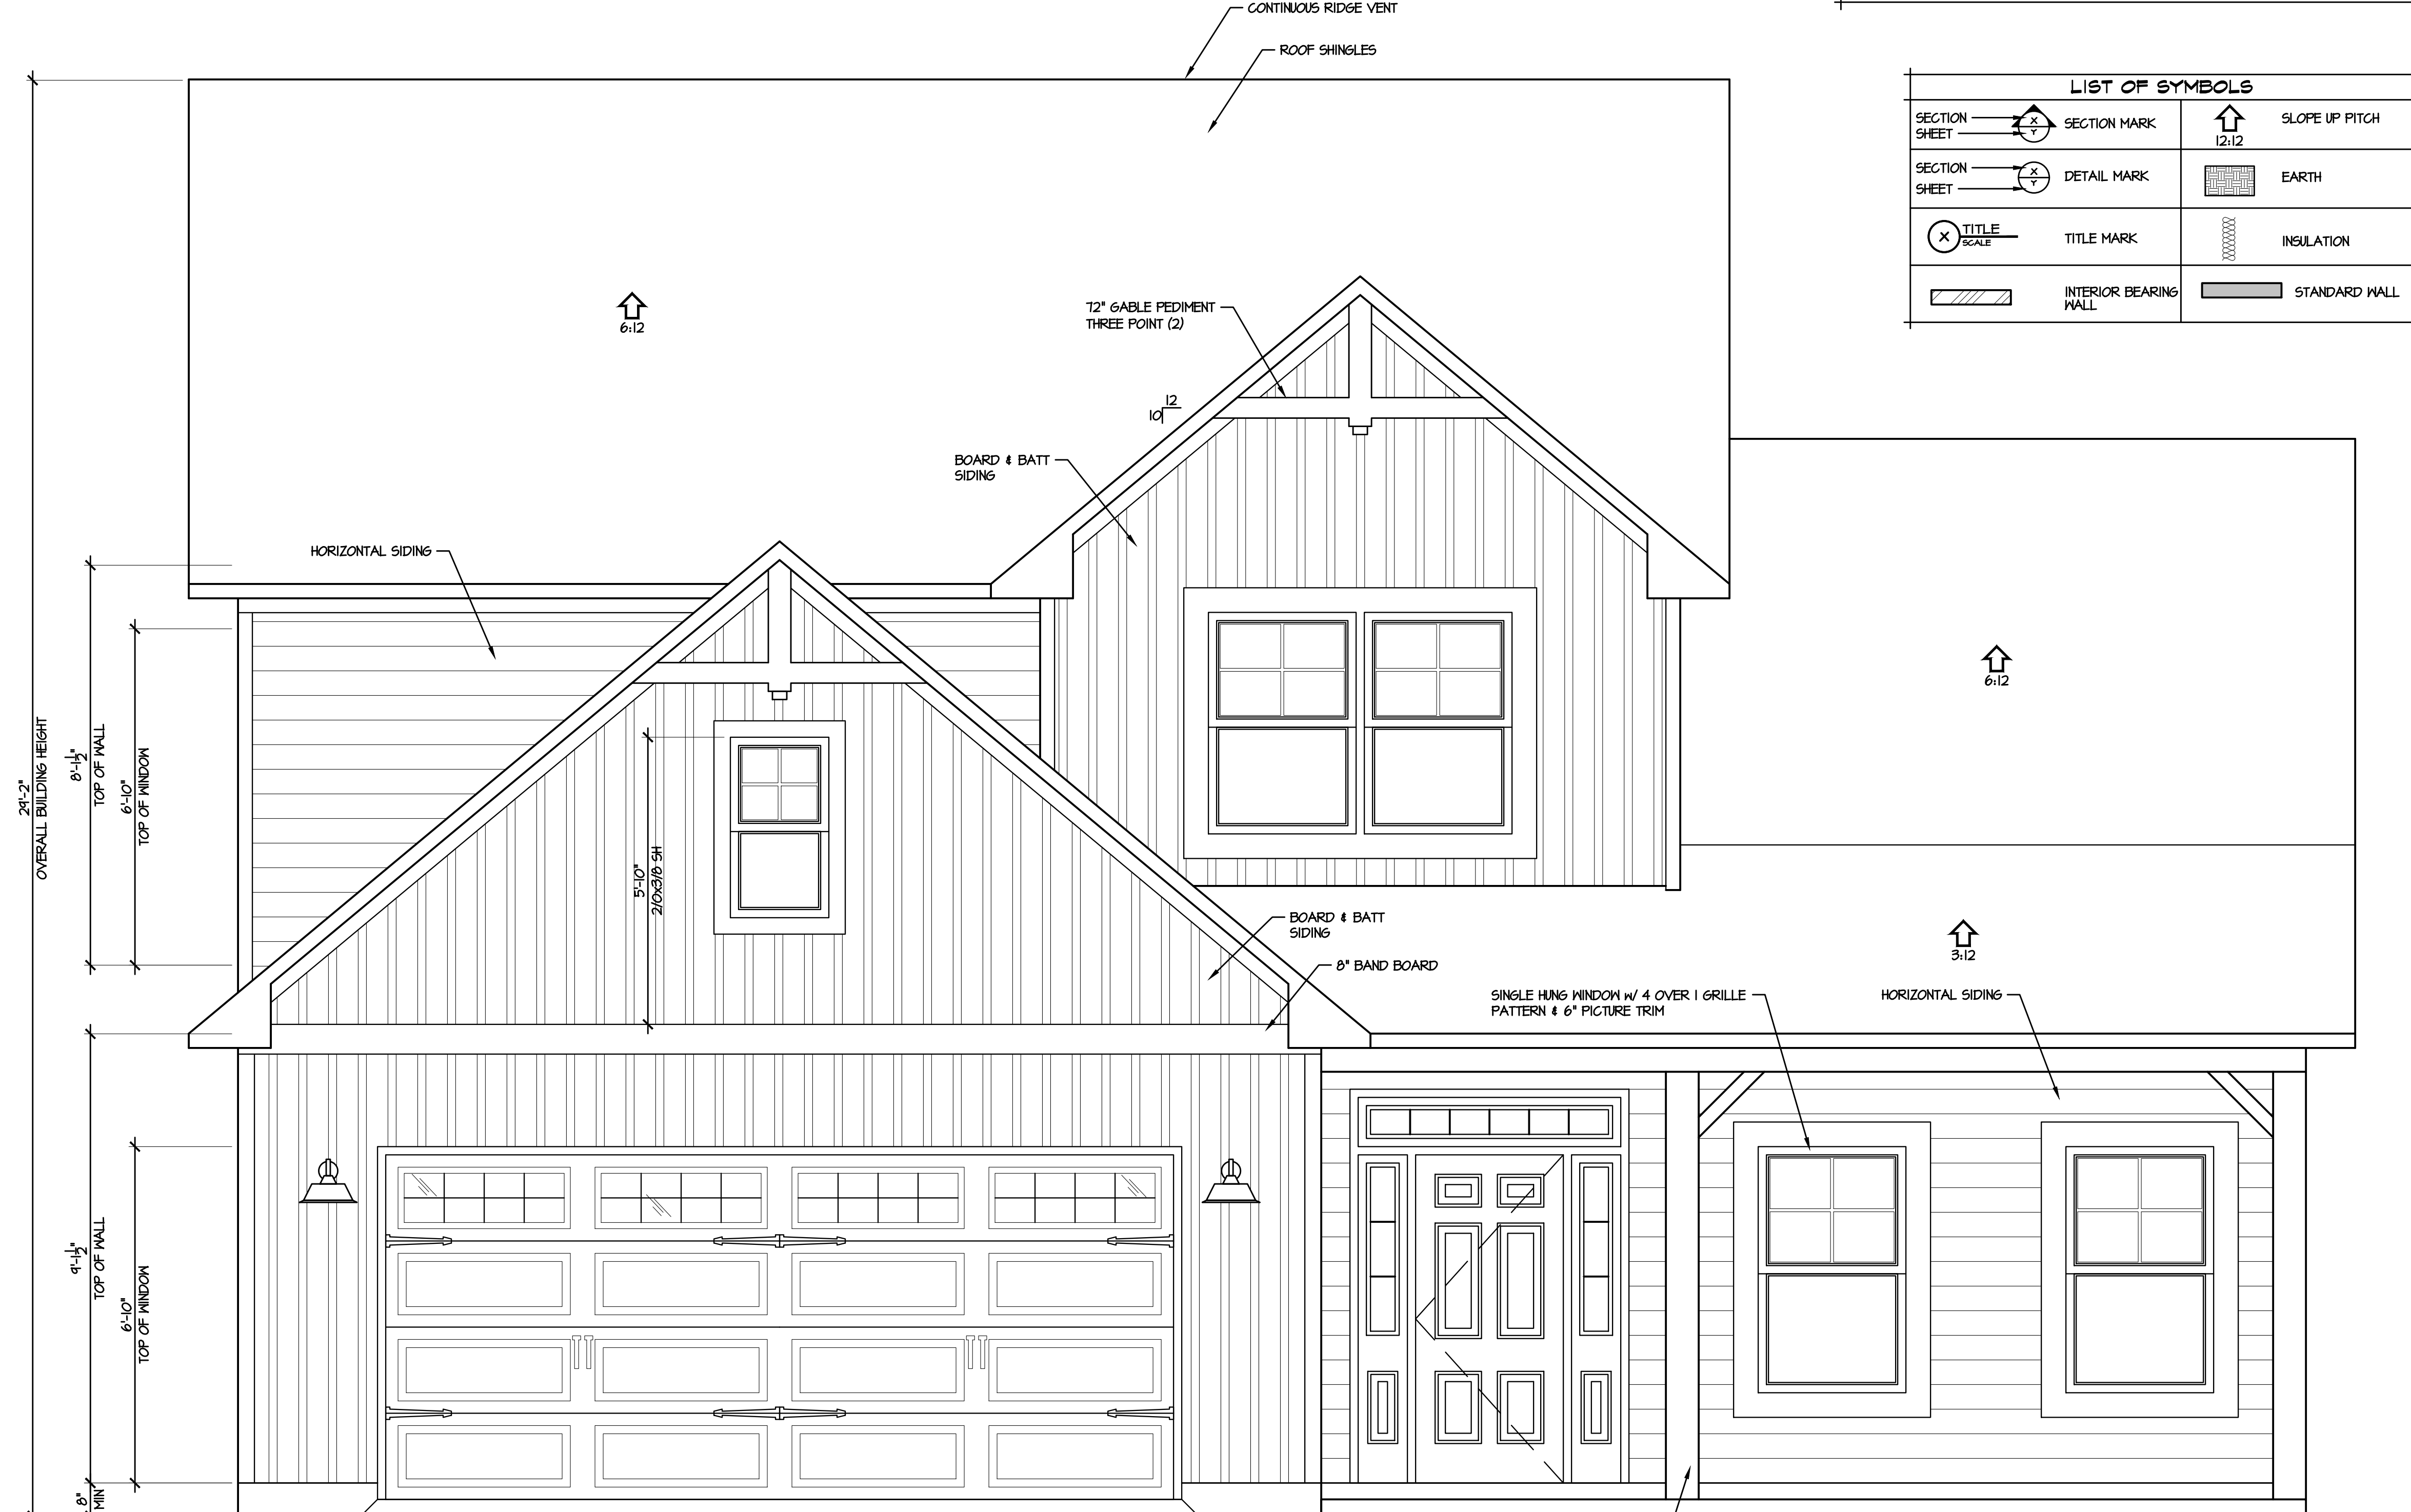 CONTINUOUS RIDGE VENT
ROOF SHINGLES
LIST OF SYMBOLS
SECTION
SHEET
X
Y
SECTION MARK
12:12
SLOPE UP PITCH
SECTION
SHEET
X
Y
DETAIL MARK
EARTH
X
TITLE
SCALE
TITLE MARK
INSULATION
INTERIOR BEARING
WALL
STANDARD WALL
6:12
72" GABLE PEDIMENT
THREE POINT (2)
12
10
BOARD & BATT
SIDING
HORIZONTAL SIDING
6:12
29'-2"
OVERALL BUILDING HEIGHT
8'-1½"
TOP OF WALL
6'-10"
TOP OF WINDOW
5'-10"
2/0x3/8 SH
BOARD & BATT
SIDING
8" BAND BOARD
3:12
SINGLE HUNG WINDOW w/ 4 OVER 1 GRILLE
PATTERN & 6" PICTURE TRIM
HORIZONTAL SIDING
9'-1½"
TOP OF WALL
6'-10"
TOP OF WINDOW
8"
MIN